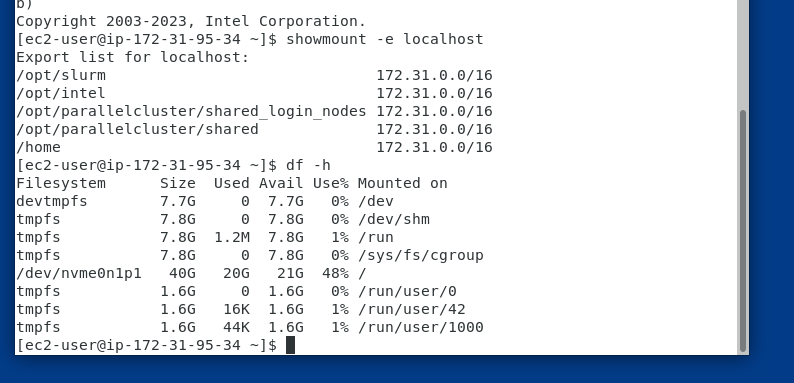 b)
Copyright 2003-2023, Intel Corporation.
[ec2-user@ip-172-31-95-34 ~]$ showmount -e localhost
Export list for localhost:
/opt/slurm                              172.31.0.0/16
/opt/intel                              172.31.0.0/16
/opt/parallelcluster/shared_login_nodes 172.31.0.0/16
/opt/parallelcluster/shared             172.31.0.0/16
/home                                   172.31.0.0/16
[ec2-user@ip-172-31-95-34 ~]$ df -h
Filesystem      Size  Used Avail Use% Mounted on
devtmpfs        7.7G     0  7.7G   0% /dev
tmpfs           7.8G     0  7.8G   0% /dev/shm
tmpfs           7.8G  1.2M  7.8G   1% /run
tmpfs           7.8G     0  7.8G   0% /sys/fs/cgroup
/dev/nvme0n1p1   40G   20G   21G  48% /
tmpfs           1.6G     0  1.6G   0% /run/user/0
tmpfs           1.6G   16K  1.6G   1% /run/user/42
tmpfs           1.6G   44K  1.6G   1% /run/user/1000
[ec2-user@ip-172-31-95-34 ~]$